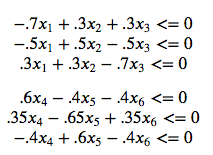 −.7x₁ + .3x₂ + .3x₃ <= 0
−.5x₁ + .5x₂ − .5x₃ <= 0
.3x₁ + .3x₂ − .7x₃ <= 0
.6x₄ − .4x₅ − .4x₆ <= 0
.35x₄ − .65x₅ + .35x₆ <= 0
−.4x₄ + .6x₅ − .4x₆ <= 0